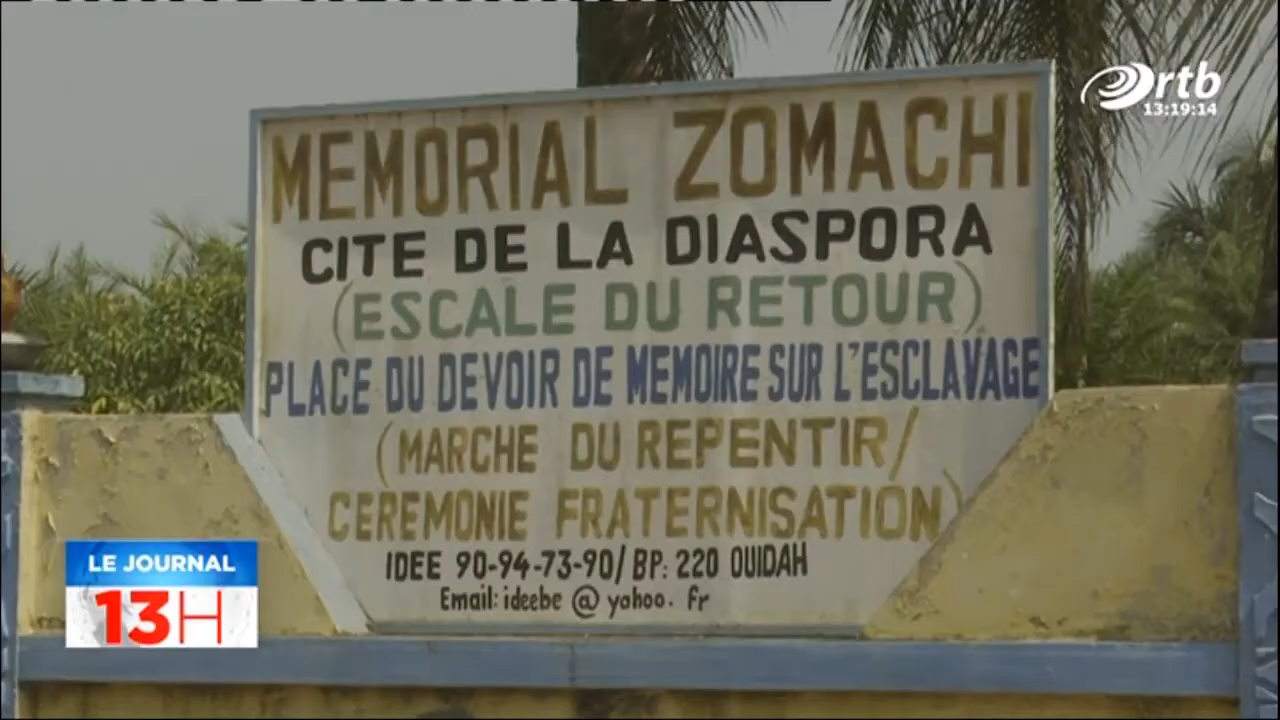 rtb
13:19:14
MEMORIAL ZOMACHI
CITE DE LA DIASPORA
(ESCALE DU RETOUR)
PLACE DU DEVOIR DE MEMOIRE SUR L'ESCLAVAGE
(MARCHE DU REPENTIR/
CEREMONIE FRATERNISATION)
IDEE 90-94-73-90/ BP: 220 OUIDAH
Email: ideebe @ yahoo. fr
LE JOURNAL
13H